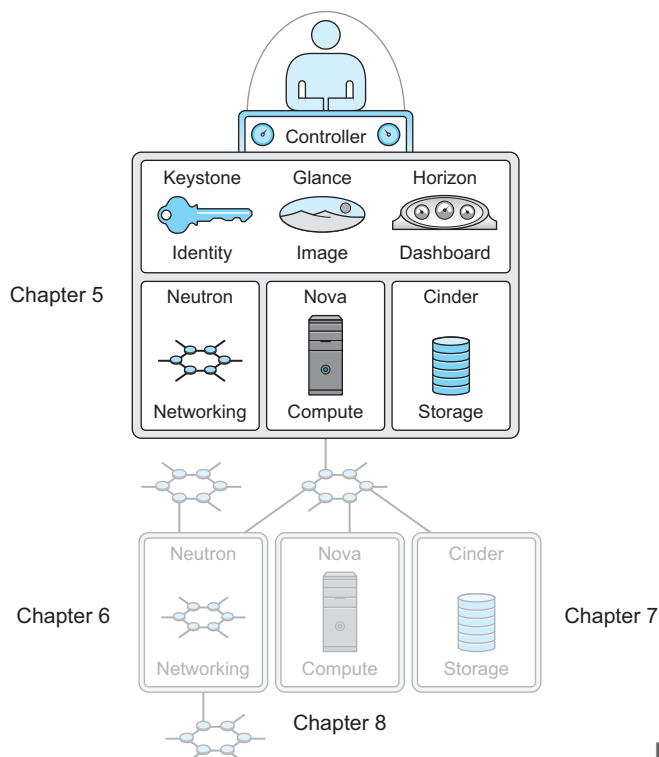 Controller
Keystone Glance Horizon
Identity Image Dashboard
Chapter 5
Neutron Nova Cinder
Networking Compute Storage
Neutron Nova Cinder
Chapter 6
Chapter 7
Networking Compute Storage
Chapter 8